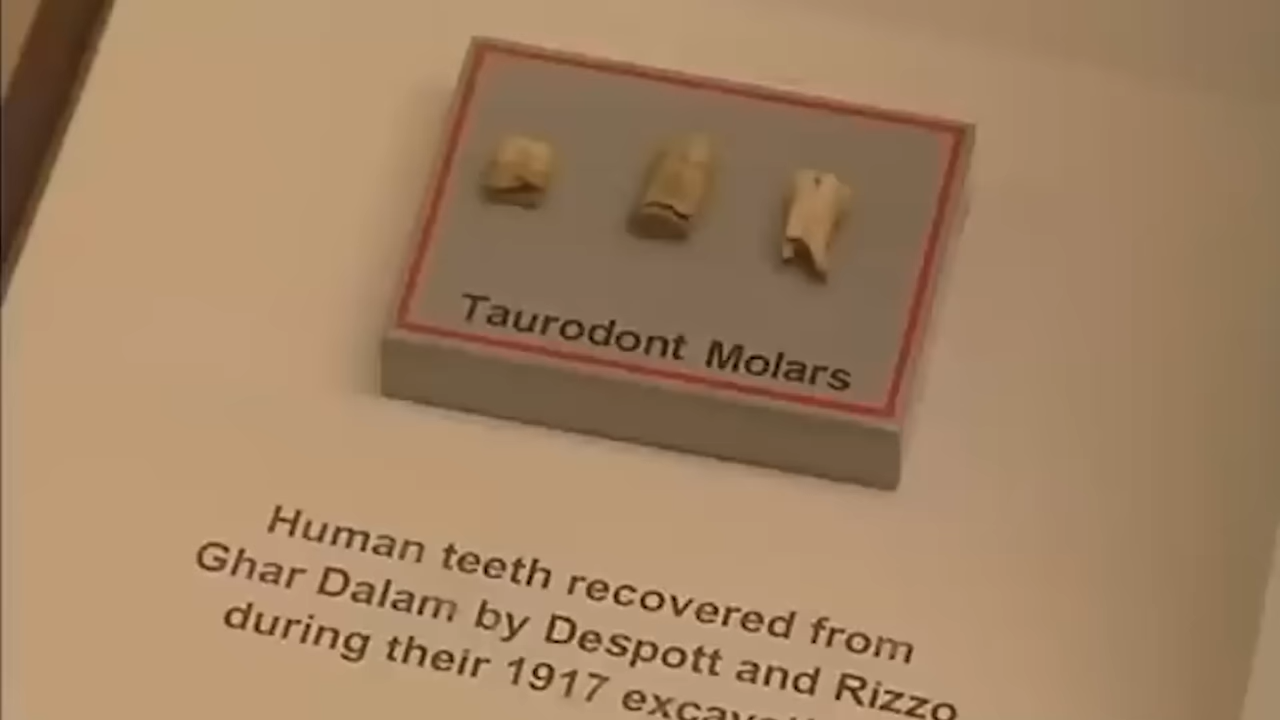 Taurodont Molars
Human teeth recovered from
Ghar Dalam by Despott and Rizzo
during their 1917